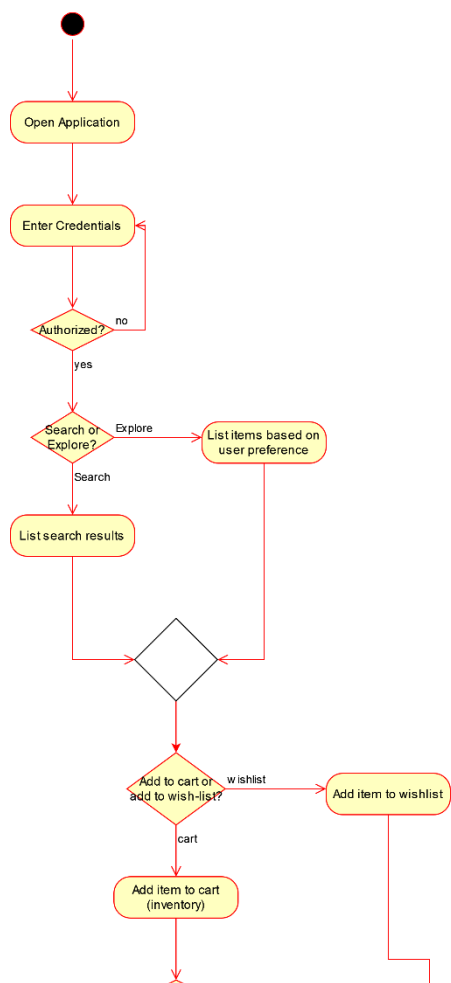 Open Application
Enter Credentials
Authorized?
no
yes
Search or
Explore?
Explore
List items based on
user preference
Search
List search results
Add to cart or
add to wish-list?
wishlist
Add item to wishlist
cart
Add item to cart
(inventory)